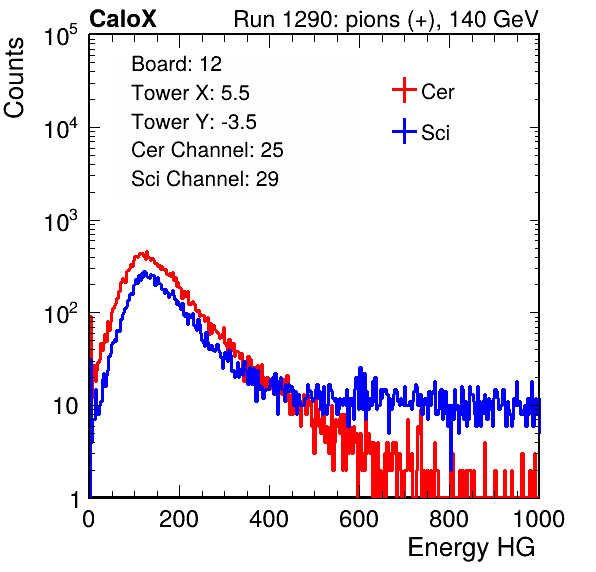 CaloX Run 1290: pions (+), 140 GeV
Counts
10^5
10^4
10^3
10^2
10
1
Board: 12
Tower X: 5.5
Tower Y: -3.5
Cer Channel: 25
Sci Channel: 29
Cer
Sci
0 200 400 600 800 1000
Energy HG